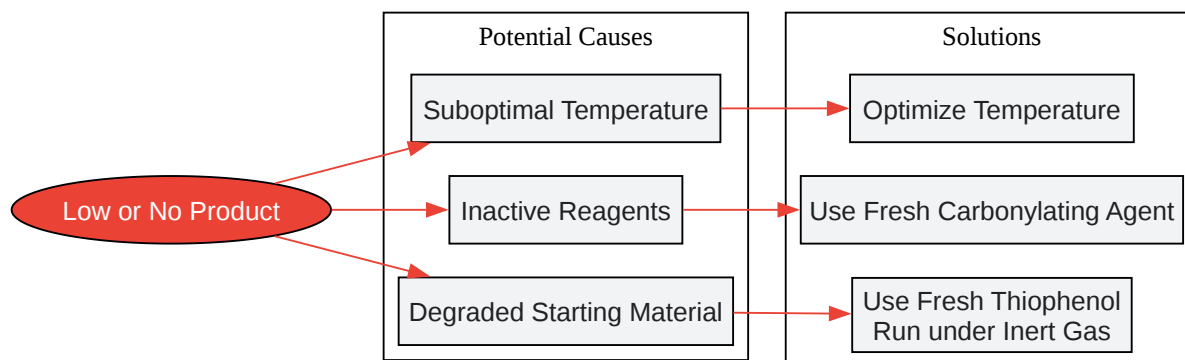 Potential Causes
Solutions
Suboptimal Temperature
Optimize Temperature
Low or No Product
Inactive Reagents
Use Fresh Carbonylating Agent
Degraded Starting Material
Use Fresh Thiophenol
Run under Inert Gas